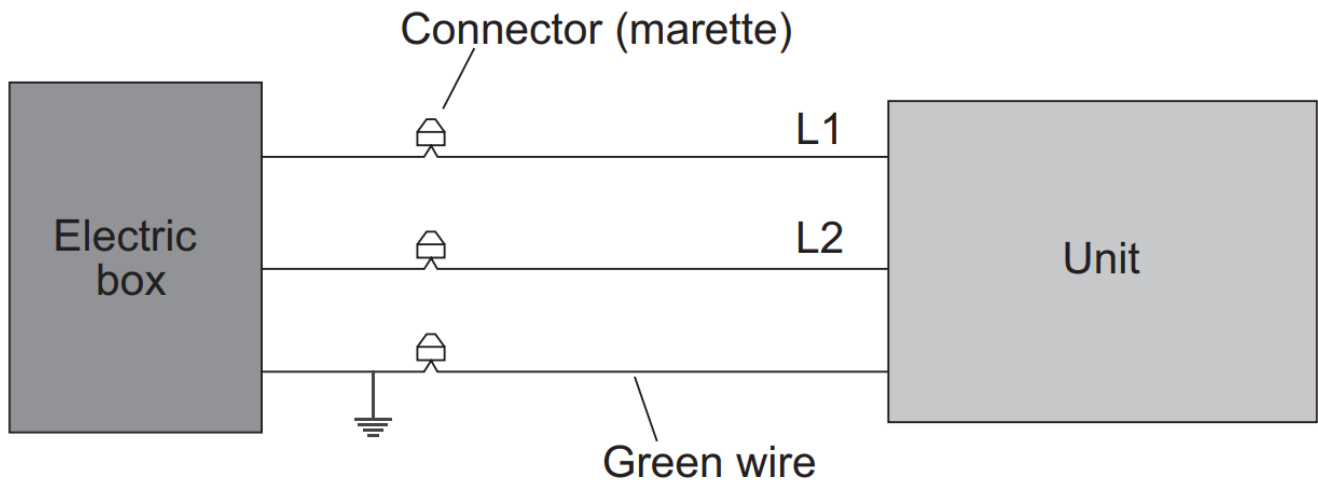 Connector (marette)
L1
Electric
box
L2
Unit
Green wire